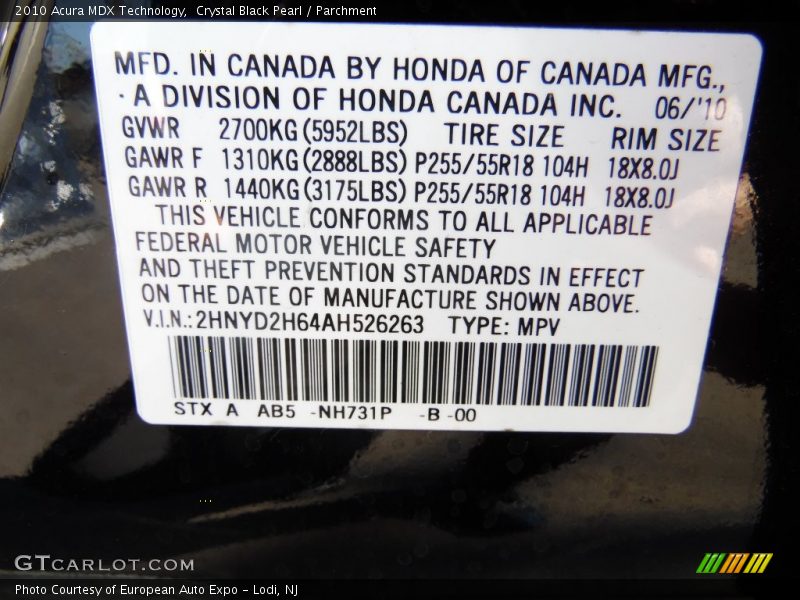 2010 Acura MDX Technology, Crystal Black Pearl / Parchment
MFD. IN CANADA BY HONDA OF CANADA MFG.,
A DIVISION OF HONDA CANADA INC. 06/'10
GVWR 2700KG(5952LBS) TIRE SIZE RIM SIZE
GAWR F 1310KG(2888LBS) P255/55R18 104H 18X8.0J
GAWR R 1440KG(3175LBS) P255/55R18 104H 18X8.0J
THIS VEHICLE CONFORMS TO ALL APPLICABLE
FEDERAL MOTOR VEHICLE SAFETY
AND THEFT PREVENTION STANDARDS IN EFFECT
ON THE DATE OF MANUFACTURE SHOWN ABOVE.
V.I.N.:2HNYD2H64AH526263 TYPE: MPV
STX A AB5 -NH731P -B-00
GTCARLOT.COM
Photo Courtesy of European Auto Expo - Lodi, NJ